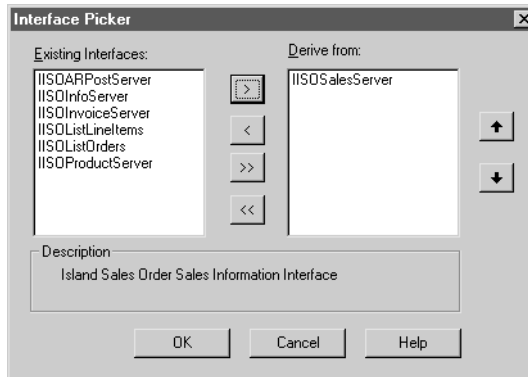 Interface Picker
Existing Interfaces:
Derive from:
IISOARPostServer
IISOInfoServer
IISOInvoiceServer
IISOListLineItems
IISOListOrders
IISOProductServer
>
<
>>
<<
IISOSalesServer
Description
Island Sales Order Sales Information Interface
OK
Cancel
Help